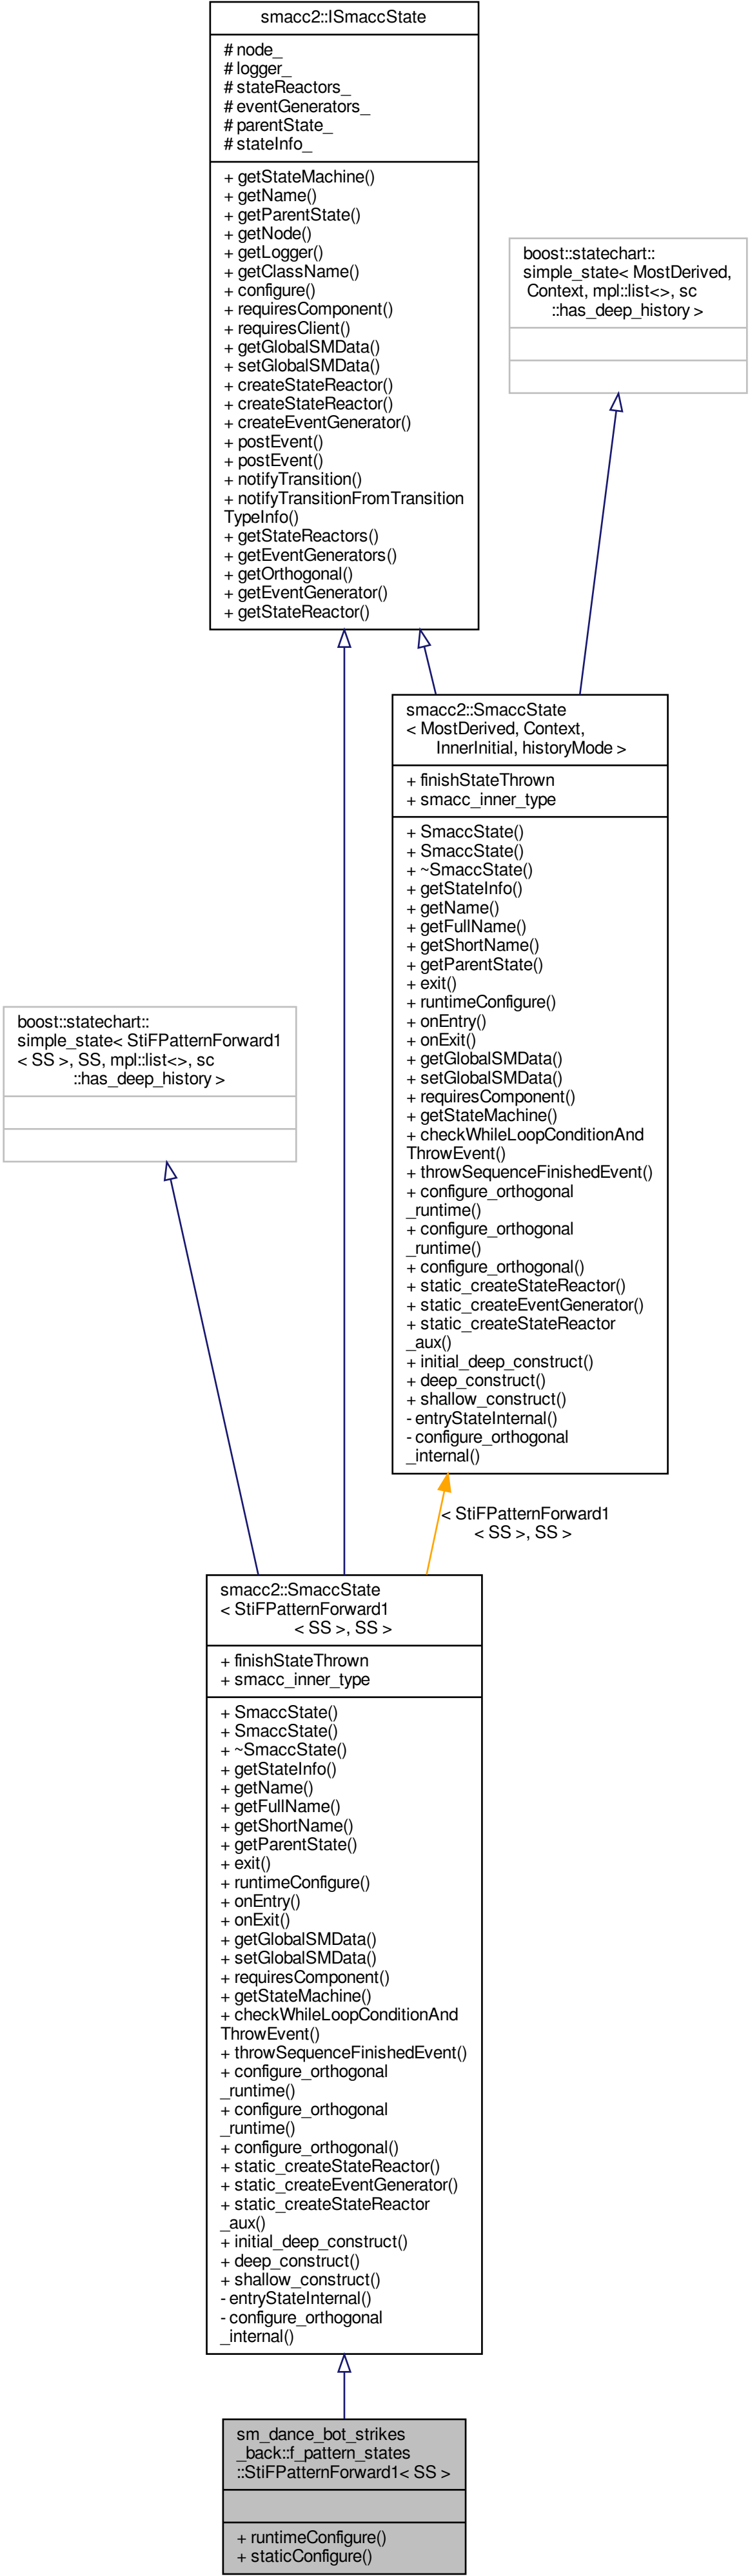 smacc2::ISmaccState
# node_
# logger_
# stateReactors_
# eventGenerators_
# parentState_
# stateInfo_
+ getStateMachine()
+ getName()
+ getParentState()
+ getNode()
+ getLogger()
+ getClassName()
+ configure()
+ requiresComponent()
+ requiresClient()
+ getGlobalSMData()
+ setGlobalSMData()
+ createStateReactor()
+ createStateReactor()
+ createEventGenerator()
+ postEvent()
+ postEvent()
+ notifyTransition()
+ notifyTransitionFromTransition
TypeInfo()
+ getStateReactors()
+ getEventGenerators()
+ getOrthogonal()
+ getEventGenerator()
+ getStateReactor()
boost::statechart::
simple_state< MostDerived,
Context, mpl::list<>, sc
::has_deep_history >
smacc2::SmaccState
< MostDerived, Context,
InnerInitial, historyMode >
+ finishStateThrown
+ smacc_inner_type
+ SmaccState()
+ SmaccState()
+ ~SmaccState()
+ getStateInfo()
+ getName()
+ getFullName()
+ getShortName()
+ getParentState()
+ exit()
+ runtimeConfigure()
+ onEntry()
+ onExit()
+ getGlobalSMData()
+ setGlobalSMData()
+ requiresComponent()
+ getStateMachine()
+ checkWhileLoopConditionAnd
ThrowEvent()
+ throwSequenceFinishedEvent()
+ configure_orthogonal
_runtime()
+ configure_orthogonal
_runtime()
+ configure_orthogonal()
+ static_createStateReactor()
+ static_createEventGenerator()
+ static_createStateReactor
_aux()
+ initial_deep_construct()
+ deep_construct()
+ shallow_construct()
- entryStateInternal()
- configure_orthogonal
_internal()
boost::statechart::
simple_state< StiFPatternForward1
< SS >, SS, mpl::list<>, sc
::has_deep_history >
< StiFPatternForward1
< SS >, SS >
smacc2::SmaccState
< StiFPatternForward1
< SS >, SS >
+ finishStateThrown
+ smacc_inner_type
+ SmaccState()
+ SmaccState()
+ ~SmaccState()
+ getStateInfo()
+ getName()
+ getFullName()
+ getShortName()
+ getParentState()
+ exit()
+ runtimeConfigure()
+ onEntry()
+ onExit()
+ getGlobalSMData()
+ setGlobalSMData()
+ requiresComponent()
+ getStateMachine()
+ checkWhileLoopConditionAnd
ThrowEvent()
+ throwSequenceFinishedEvent()
+ configure_orthogonal
_runtime()
+ configure_orthogonal
_runtime()
+ configure_orthogonal()
+ static_createStateReactor()
+ static_createEventGenerator()
+ static_createStateReactor
_aux()
+ initial_deep_construct()
+ deep_construct()
+ shallow_construct()
- entryStateInternal()
- configure_orthogonal
_internal()
sm_dance_bot_strikes
_back::f_pattern_states
::StiFPatternForward1< SS >
+ runtimeConfigure()
+ staticConfigure()